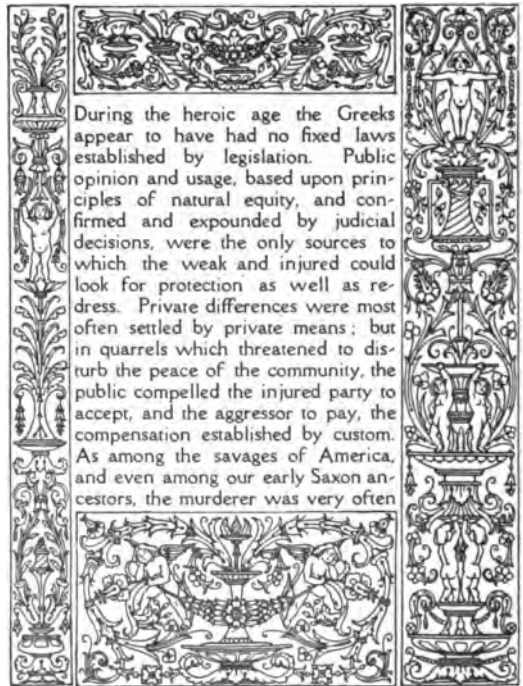 During the heroic age the Greeks
appear to have had no fixed laws
established by legislation. Public
opinion and usage, based upon prin-
ciples of natural equity, and con-
firmed and expounded by judicial
decisions, were the only sources to
which the weak and injured could
look for protection as well as re-
dress. Private differences were most
often settled by private means; but
in quarrels which threatened to dis-
turb the peace of the community, the
public compelled the injured party to
accept, and the aggressor to pay, the
compensation established by custom.
As among the savages of America,
and even among our early Saxon an-
cestors, the murderer was very often